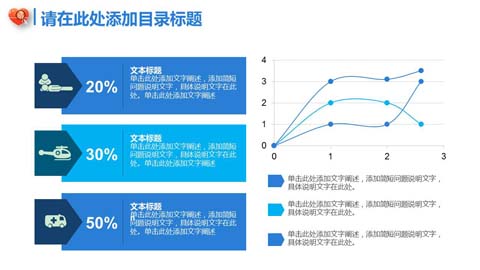 请在此处添加目录标题
20%
文本标题
单击此处添加文字阐述，添加简短
问题说明文字，具体说明文字在此
处。单击此处添加文字阐述
30%
文本标题
单击此处添加文字阐述，添加简短
问题说明文字，具体说明文字在此
处。单击此处添加文字阐述
50%
文本标题
单击此处添加文字阐述，添加简短
问题说明文字，具体说明文字在此
处。单击此处添加文字阐述
4
3
2
1
0
0
1
2
3
单击此处添加文字阐述，添加简短问题说明文字，
具体说明文字在此处。
单击此处添加文字阐述，添加简短问题说明文字，
具体说明文字在此处。
单击此处添加文字阐述，添加简短问题说明文字，
具体说明文字在此处。